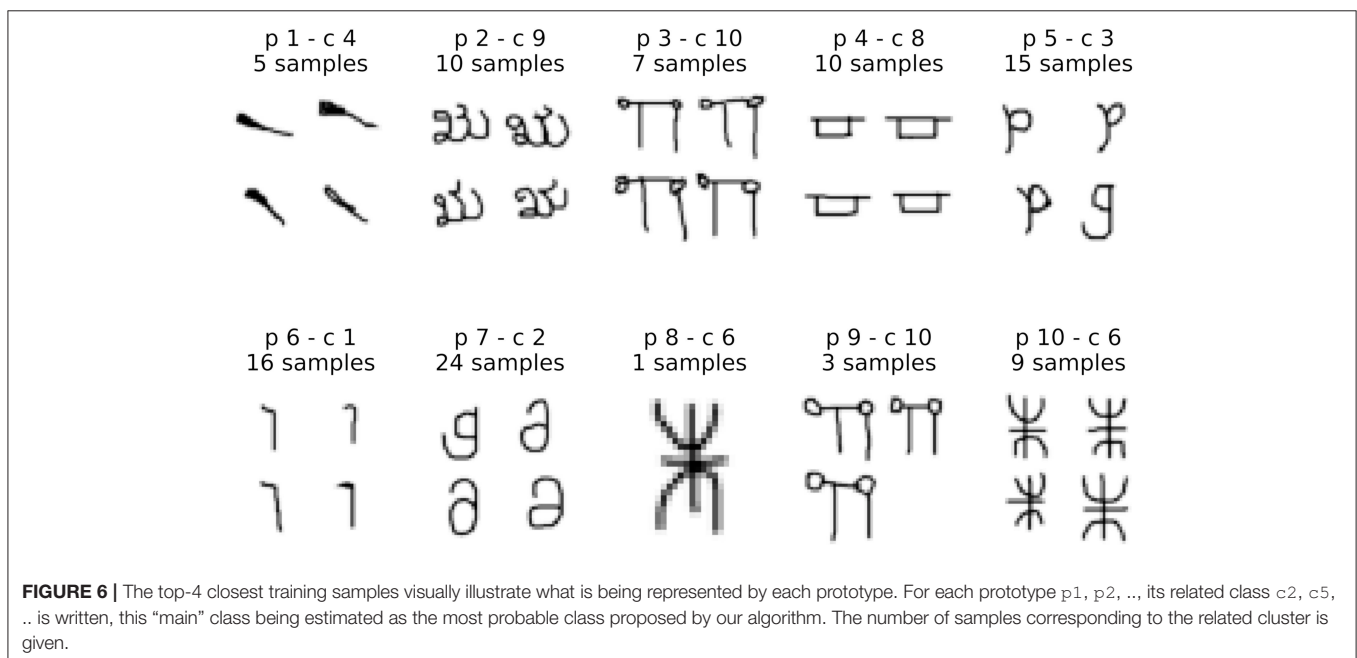 p 1 - c 4 p 2 - c 9 p 3 - c 10 p 4 - c 8 p 5 - c 3
5 samples 10 samples 7 samples 10 samples 15 samples
p 6 - c 1 p 7 - c 2 p 8 - c 6 p 9 - c 10 p 10 - c 6
16 samples 24 samples 1 samples 3 samples 9 samples
FIGURE 6 | The top-4 closest training samples visually illustrate what is being represented by each prototype. For each prototype p1, p2, .., its related class c2, c5,
.. is written, this “main” class being estimated as the most probable class proposed by our algorithm. The number of samples corresponding to the related cluster is
given.